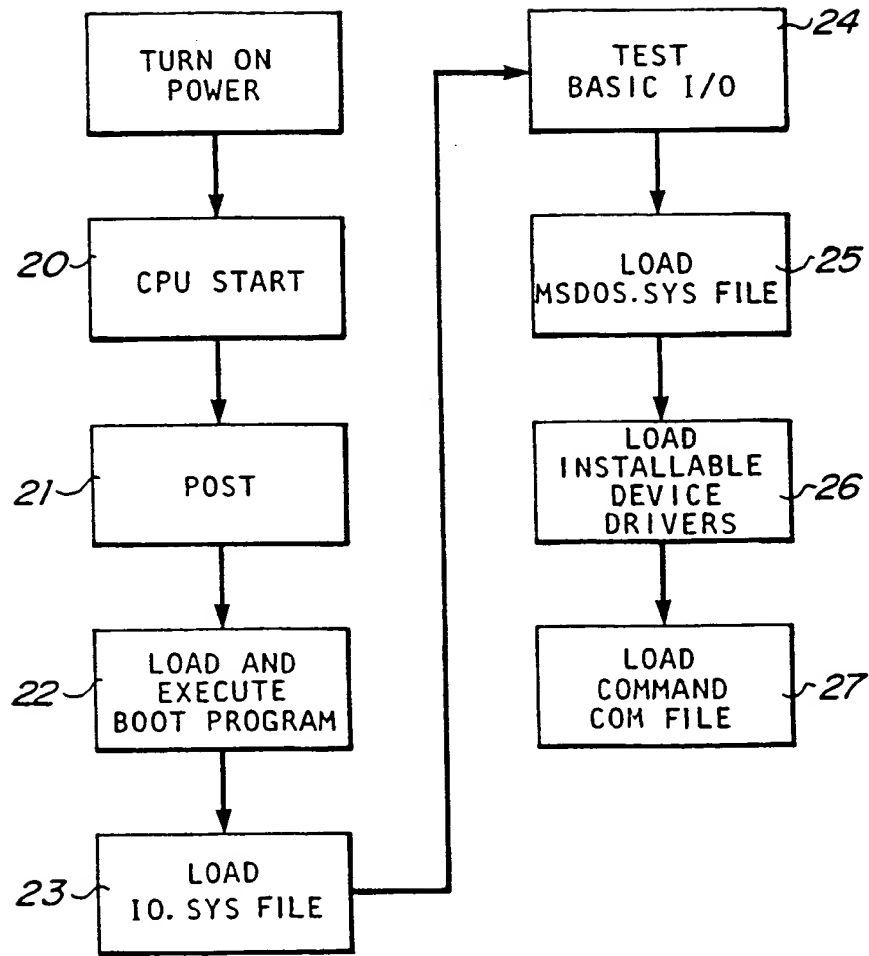 TURN ON
POWER
20
CPU START
21
POST
22
LOAD AND
EXECUTE
BOOT PROGRAM
23
LOAD
IO. SYS FILE
24
TEST
BASIC I/O
LOAD
MSDOS.SYS FILE
25
LOAD
INSTALLABLE
DEVICE
DRIVERS
26
LOAD
COMMAND
COM FILE
27